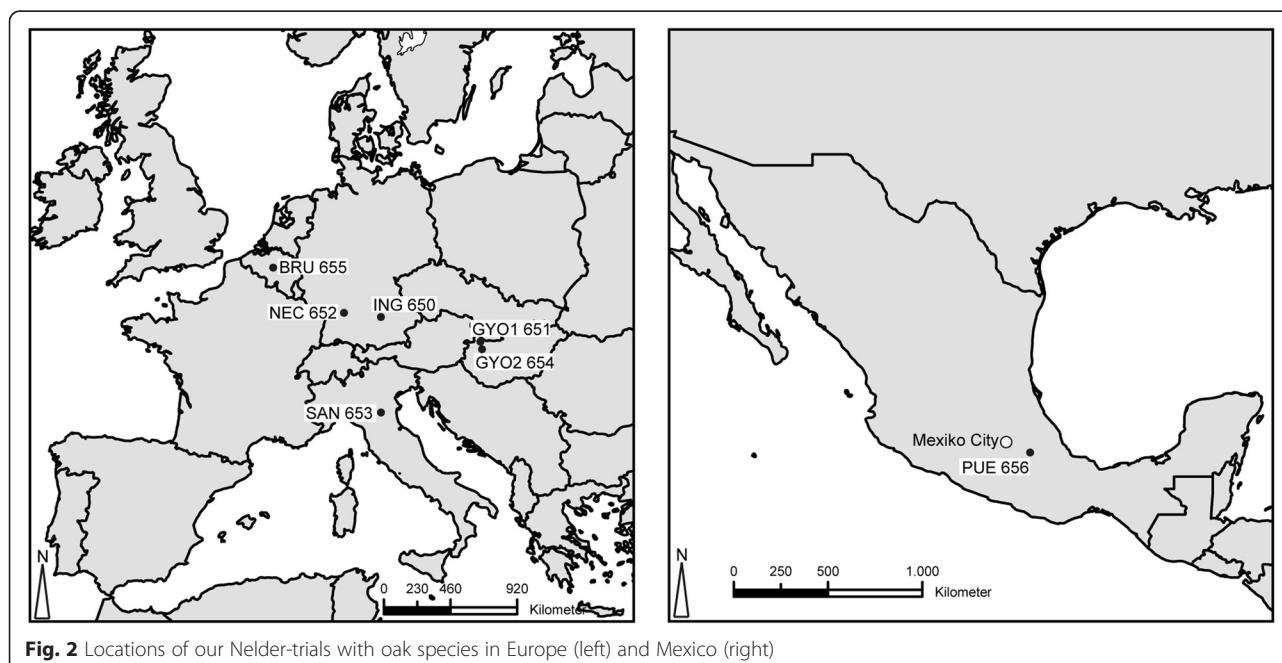 BRU 655
NEC 652
ING 650
GYO1 651
GYO2 654
SAN 653
N
0 230 460 920
Kilometer
Mexiko City
PUE 656
N
0 250 500 1.000
Kilometer
Fig. 2 Locations of our Nelder-trials with oak species in Europe (left) and Mexico (right)